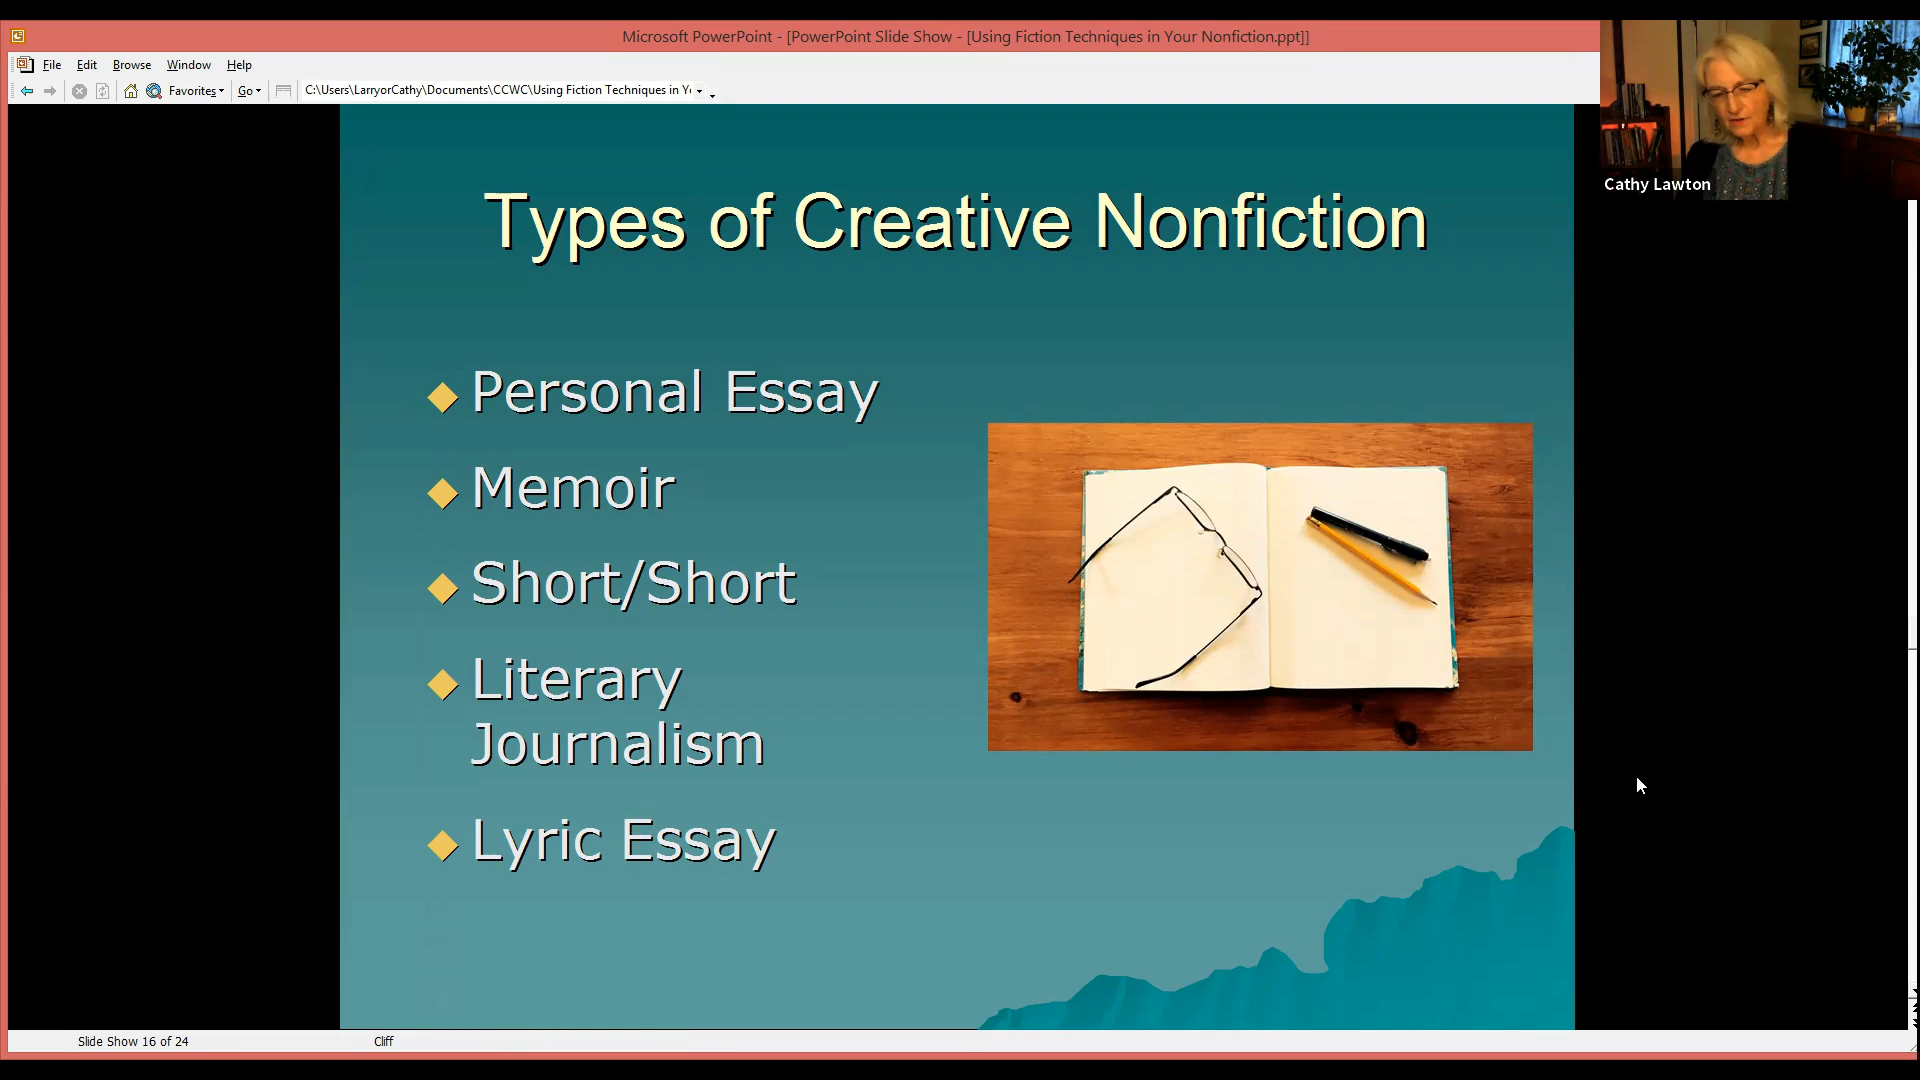 Microsoft PowerPoint - [PowerPoint Slide Show - [Using Fiction Techniques in Your Nonfiction.ppt]]
File Edit Browse Window Help
Favorites Go C:\Users\LarryorCathy\Documents\CCWC\Using Fiction Techniques in Y
Cathy Lawton
Types of Creative Nonfiction
Personal Essay
Memoir
Short/Short
Literary
Journalism
Lyric Essay
Slide Show 16 of 24 Cliff